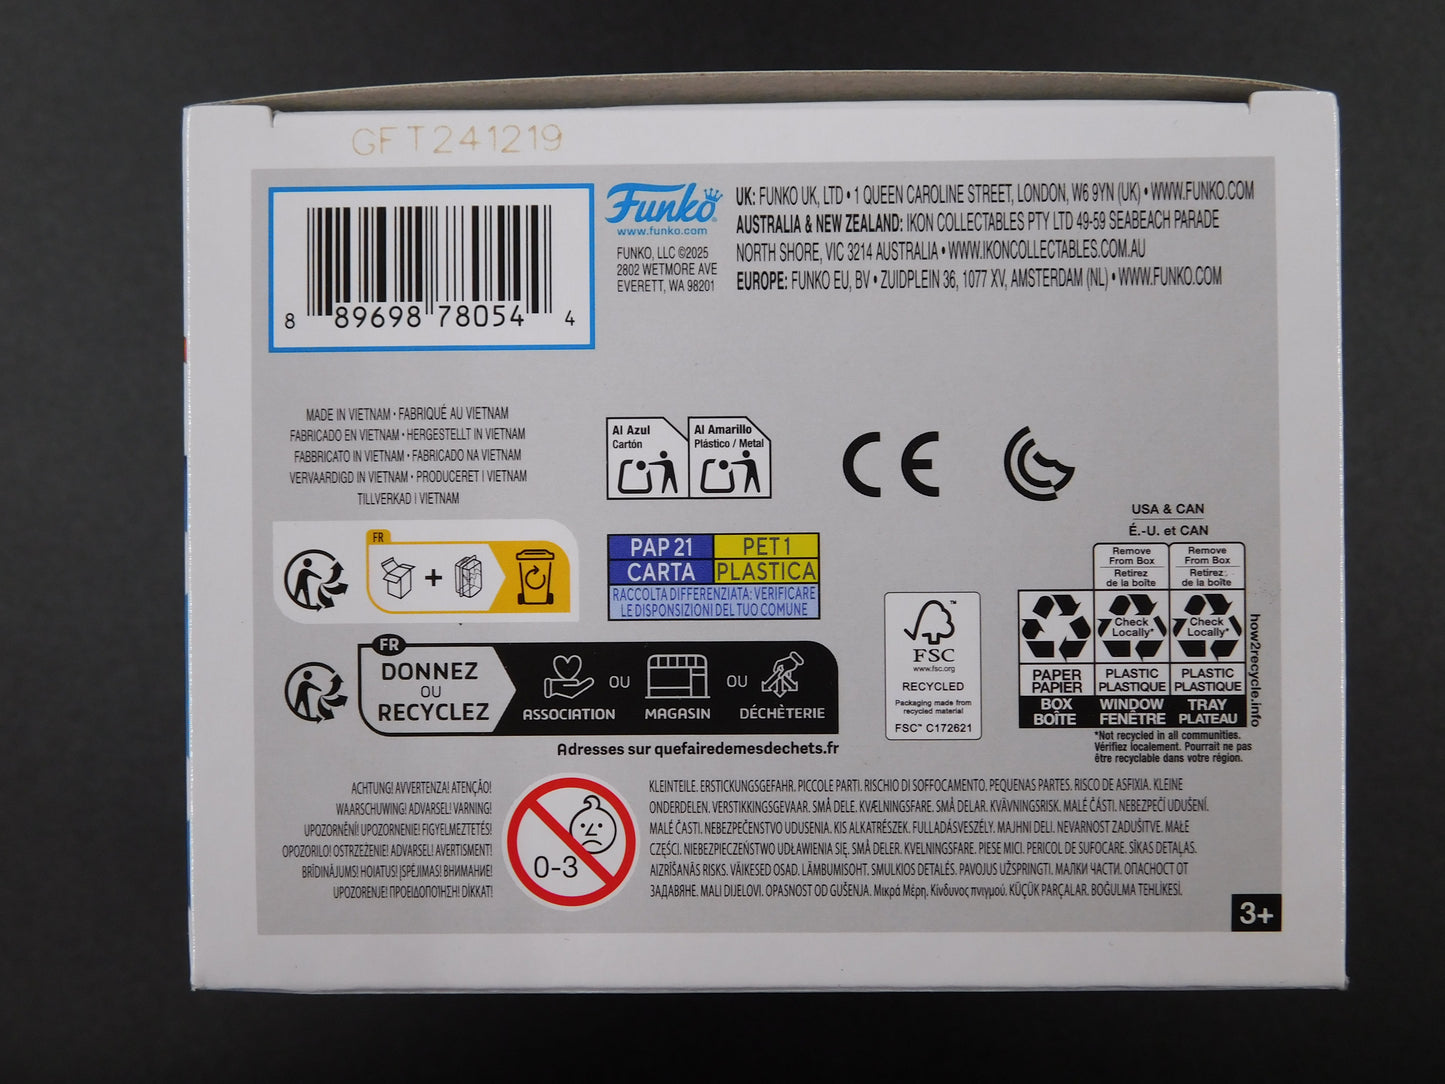 GFT241219
8 89698 78054 4
Funko
www.funko.com
FUNKO, LLC ©2025
2802 WETMORE AVE
EVERETT, WA 98201
UK: FUNKO UK, LTD • 1 QUEEN CAROLINE STREET, LONDON, W6 9YN (UK) • WWW.FUNKO.COM
AUSTRALIA & NEW ZEALAND: IKON COLLECTABLES PTY LTD 49-59 SEABEACH PARADE
NORTH SHORE, VIC 3214 AUSTRALIA • WWW.IKONCOLLECTABLES.COM.AU
EUROPE: FUNKO EU, BV • ZUIDPLEIN 36, 1077 XV, AMSTERDAM (NL) • WWW.FUNKO.COM
MADE IN VIETNAM • FABRIQUÉ AU VIETNAM
FABRICADO EN VIETNAM • HERGESTELLT IN VIETNAM
FABBRICATO IN VIETNAM • FABRICADO NA VIETNAM
VERVAARDIGD IN VIETNAM • PRODUCERET I VIETNAM
TILLVERKAD I VIETNAM
Al Azul
Cartón
Al Amarillo
Plástico / Metal
CE
FR
+
PAP 21
PET 1
CARTA
PLASTICA
RACCOLTA DIFFERENZIATA: VERIFICARE
LE DISPONSIZIONI DEL TUO COMUNE
FR
DONNEZ
OU
RECYCLEZ
ASSOCIATION
OU
MAGASIN
OU
DÉCHÈTERIE
Adresses sur quefairedemesdechets.fr
FSC
™
www.fsc.org
RECYCLED
Packaging made from
recycled material
FSC™ C172621
USA & CAN
É.-U. et CAN
Remove
From Box
Retirez
de la boîte
Remove
From Box
Retirez
de la boîte
Check
Locally*
Check
Locally*
PAPER
PAPIER
PLASTIC
PLASTIQUE
PLASTIC
PLASTIQUE
BOX
BOÎTE
WINDOW
FENÊTRE
TRAY
PLATEAU
how2recycle.info
*Not recycled in all communities.
Vérifiez localement. Pourrait ne pas
être recyclable dans votre région.
ACHTUNG! AVVERTENZA! ATENÇÃO!
WAARSCHUWING! ADVARSEL! VARNING!
UPOZORNĚNÍ! UPOZORNENIE! FIGYELMEZTETÉS!
OPOZORILO! OSTRZEŻENIE! ADVARSEL! AVERTISMENT!
BRĪDINĀJUMS! HOIATUS! ĮSPĖJIMAS! ВНИМАНИЕ!
UPOZORENJE! ΠΡΟΕΙΔΟΠΟΙΗΣΗ! DİKKAT!
0-3
KLEINTEILE. ERSTICKUNGSGEFAHR. PICCOLE PARTI. RISCHIO DI SOFFOCAMENTO. PEQUENAS PARTES. RISCO DE ASFIXIA. KLEINE
ONDERDELEN. VERSTIKKINGSGEVAAR. SMÅ DELE. KVÆLNINGSFARE. SMÅ DELAR. KVÄVNINGSRISK. MALÉ ČÁSTI. NEBEZPEČÍ UDUŠENÍ.
MALÉ ČASTI. NEBEZPEČENSTVO UDUSENIA. KIS ALKATRÉSZEK. FULLADÁSVESZÉLY. MAJHNI DELI. NEVARNOST ZADUŠITVE. MAŁE
CZĘŚCI. NIEBEZPIECZEŃSTWO UDŁAWIENIA SIĘ. SMÅ DELER. KVELNINGSFARE. PIESE MICI. PERICOL DE SUFOCARE. SĪKAS DETAĻAS.
AIZRĪŠANĀS RISKS. VÄIKESED OSAD. LÄMBUMISOHT. SMULKIOS DETALĖS. PAVOJUS UŽSPRINGTI. МАЛКИ ЧАСТИ. ОПАСНОСТ ОТ
ЗАДАВЯНЕ. MALI DIJELOVI. OPASNOST OD GUŠENJA. Μικρά Μέρη. Κίνδυνος πνιγμού. KÜÇÜK PARÇALAR. BOĞULMA TEHLİKESİ.
3+